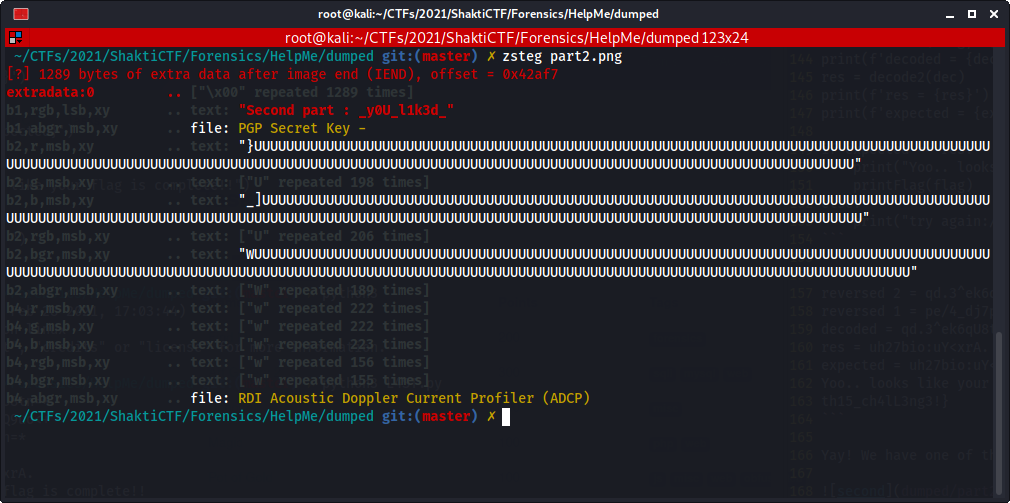 root@kali:~/CTFs/2021/ShaktiCTF/Forensics/HelpMe/dumped
root@kali:~/CTFs/2021/ShaktiCTF/Forensics/HelpMe/dumped 123x24
~/CTFs/2021/ShaktiCTF/Forensics/HelpMe/dumped git:(master) ✗ zsteg part2.png
[?] 1289 bytes of extra data after image end (IEND), offset = 0x42af7
extradata:0         .. ["\x00" repeated 1289 times]
b1,rgb,lsb,xy       .. text: "Second part : _y0U_l1k3d_"
b1,abgr,msb,xy      .. file: PGP Secret Key -
b2,r,msb,xy         .. text: "}UUUUUUUUUUUUUUUUUUUUUUUUUUUUUUUUUUUUUUUUUUUUUUUUUUUUUUUUUUUUUUUUUUUUUUUUUUUUUUUUUUUUUUUUUUUU
UUUUUUUUUUUUUUUUUUUUUUUUUUUUUUUUUUUUUUUUUUUUUUUUUUUUUUUUUUUUUUUUUUUUUUUUUUUUUUUUUUUUUUUUUUUUUUUUUUUUUUUUUU"
b2,g,msb,xy         .. text: ["U" repeated 198 times]
b2,b,msb,xy         .. text: "_]UUUUUUUUUUUUUUUUUUUUUUUUUUUUUUUUUUUUUUUUUUUUUUUUUUUUUUUUUUUUUUUUUUUUUUUUUUUUUUUUUUUUUUUUUUU
UUUUUUUUUUUUUUUUUUUUUUUUUUUUUUUUUUUUUUUUUUUUUUUUUUUUUUUUUUUUUUUUUUUUUUUUUUUUUUUUUUUUUUUUUUUUUUUUUUUUUUUUUUU"
b2,rgb,msb,xy       .. text: ["U" repeated 206 times]
b2,bgr,msb,xy       .. text: "WUUUUUUUUUUUUUUUUUUUUUUUUUUUUUUUUUUUUUUUUUUUUUUUUUUUUUUUUUUUUUUUUUUUUUUUUUUUUUUUUUUUUUUUUUUUU
UUUUUUUUUUUUUUUUUUUUUUUUUUUUUUUUUUUUUUUUUUUUUUUUUUUUUUUUUUUUUUUUUUUUUUUUUUUUUUUUUUUUUUUUUUUUUUUUUUUUUUUUUUUUUUUUU"
b2,abgr,msb,xy      .. text: ["W" repeated 189 times]
b4,r,msb,xy         .. text: ["w" repeated 222 times]
b4,g,msb,xy         .. text: ["w" repeated 222 times]
b4,b,msb,xy         .. text: ["w" repeated 223 times]
b4,rgb,msb,xy       .. text: ["w" repeated 156 times]
b4,bgr,msb,xy       .. text: ["w" repeated 155 times]
b4,abgr,msb,xy      .. file: RDI Acoustic Doppler Current Profiler (ADCP)
~/CTFs/2021/ShaktiCTF/Forensics/HelpMe/dumped git:(master) ✗